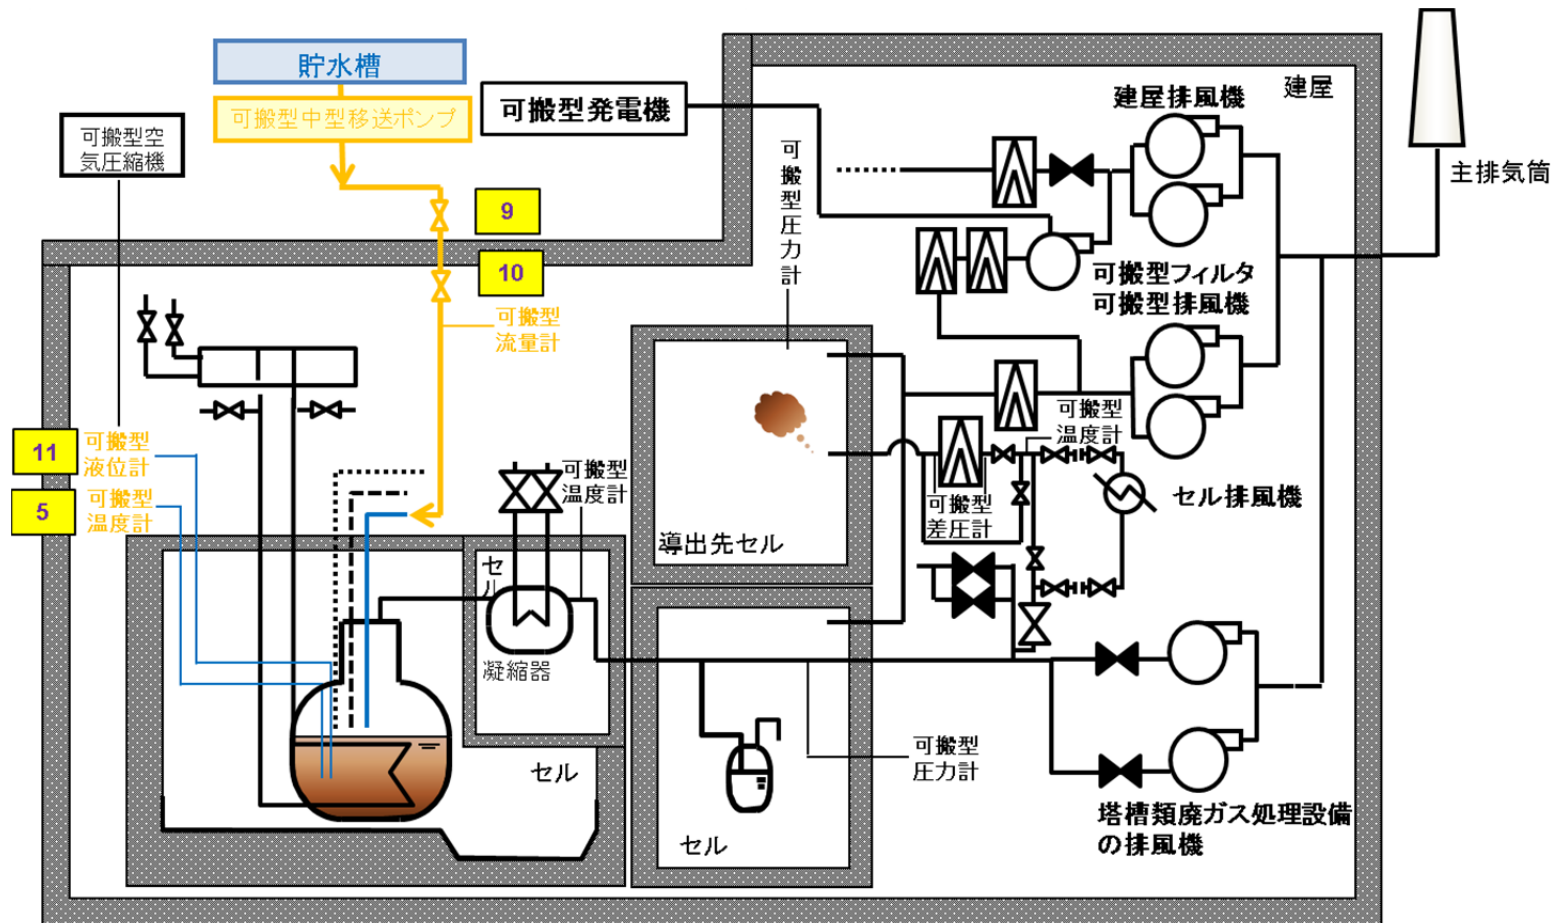 貯水槽
可搬型中型移送ポンプ
可搬型空
気圧縮機
可搬型発電機
建屋
建屋排風機
主排気筒
可搬型圧力計
9
10
可搬型
流量計
可搬型フィルタ
可搬型排風機
11
可搬型
液位計
5
可搬型
温度計
可搬型
温度計
可搬型
温度計
可搬型
差圧計
セル排風機
導出先セル
セル
凝縮器
セル
可搬型
圧力計
セル
塔槽類廃ガス処理設備
の排風機